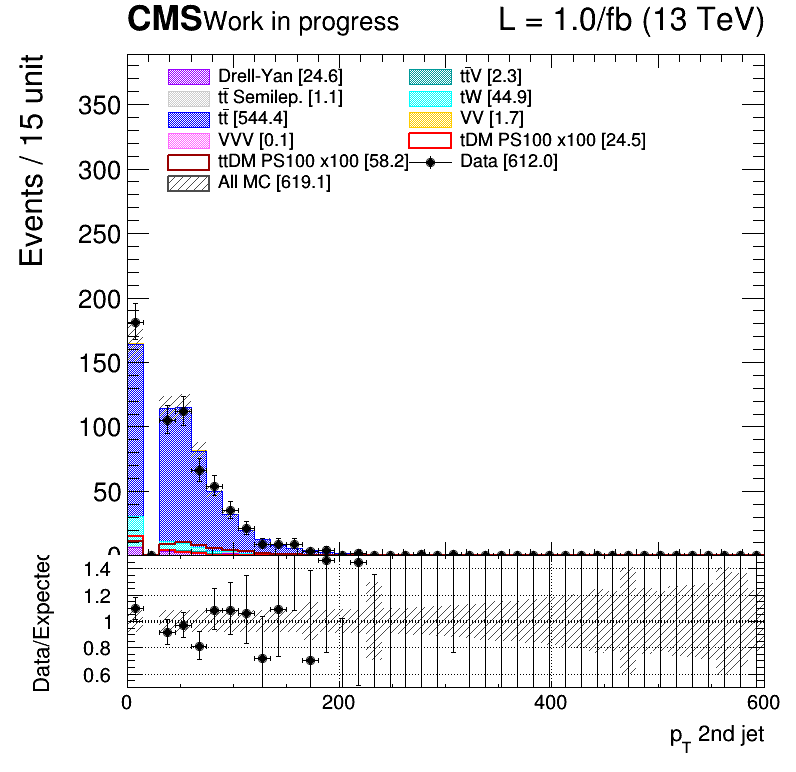 CMS Work in progress L = 1.0/fb (13 TeV)
Drell-Yan [24.6] tt̄V [2.3]
tt̄ Semilep. [1.1] tW [44.9]
tt̄ [544.4] VV [1.7]
VVV [0.1] tDM PS100 x100 [24.5]
ttDM PS100 x100 [58.2] Data [612.0]
All MC [619.1]
Events / 15 unit
350
300
250
200
150
100
50
0
Data/Expected
1.4
1.2
1
0.8
0.6
0 200 400 600
p_T 2nd jet